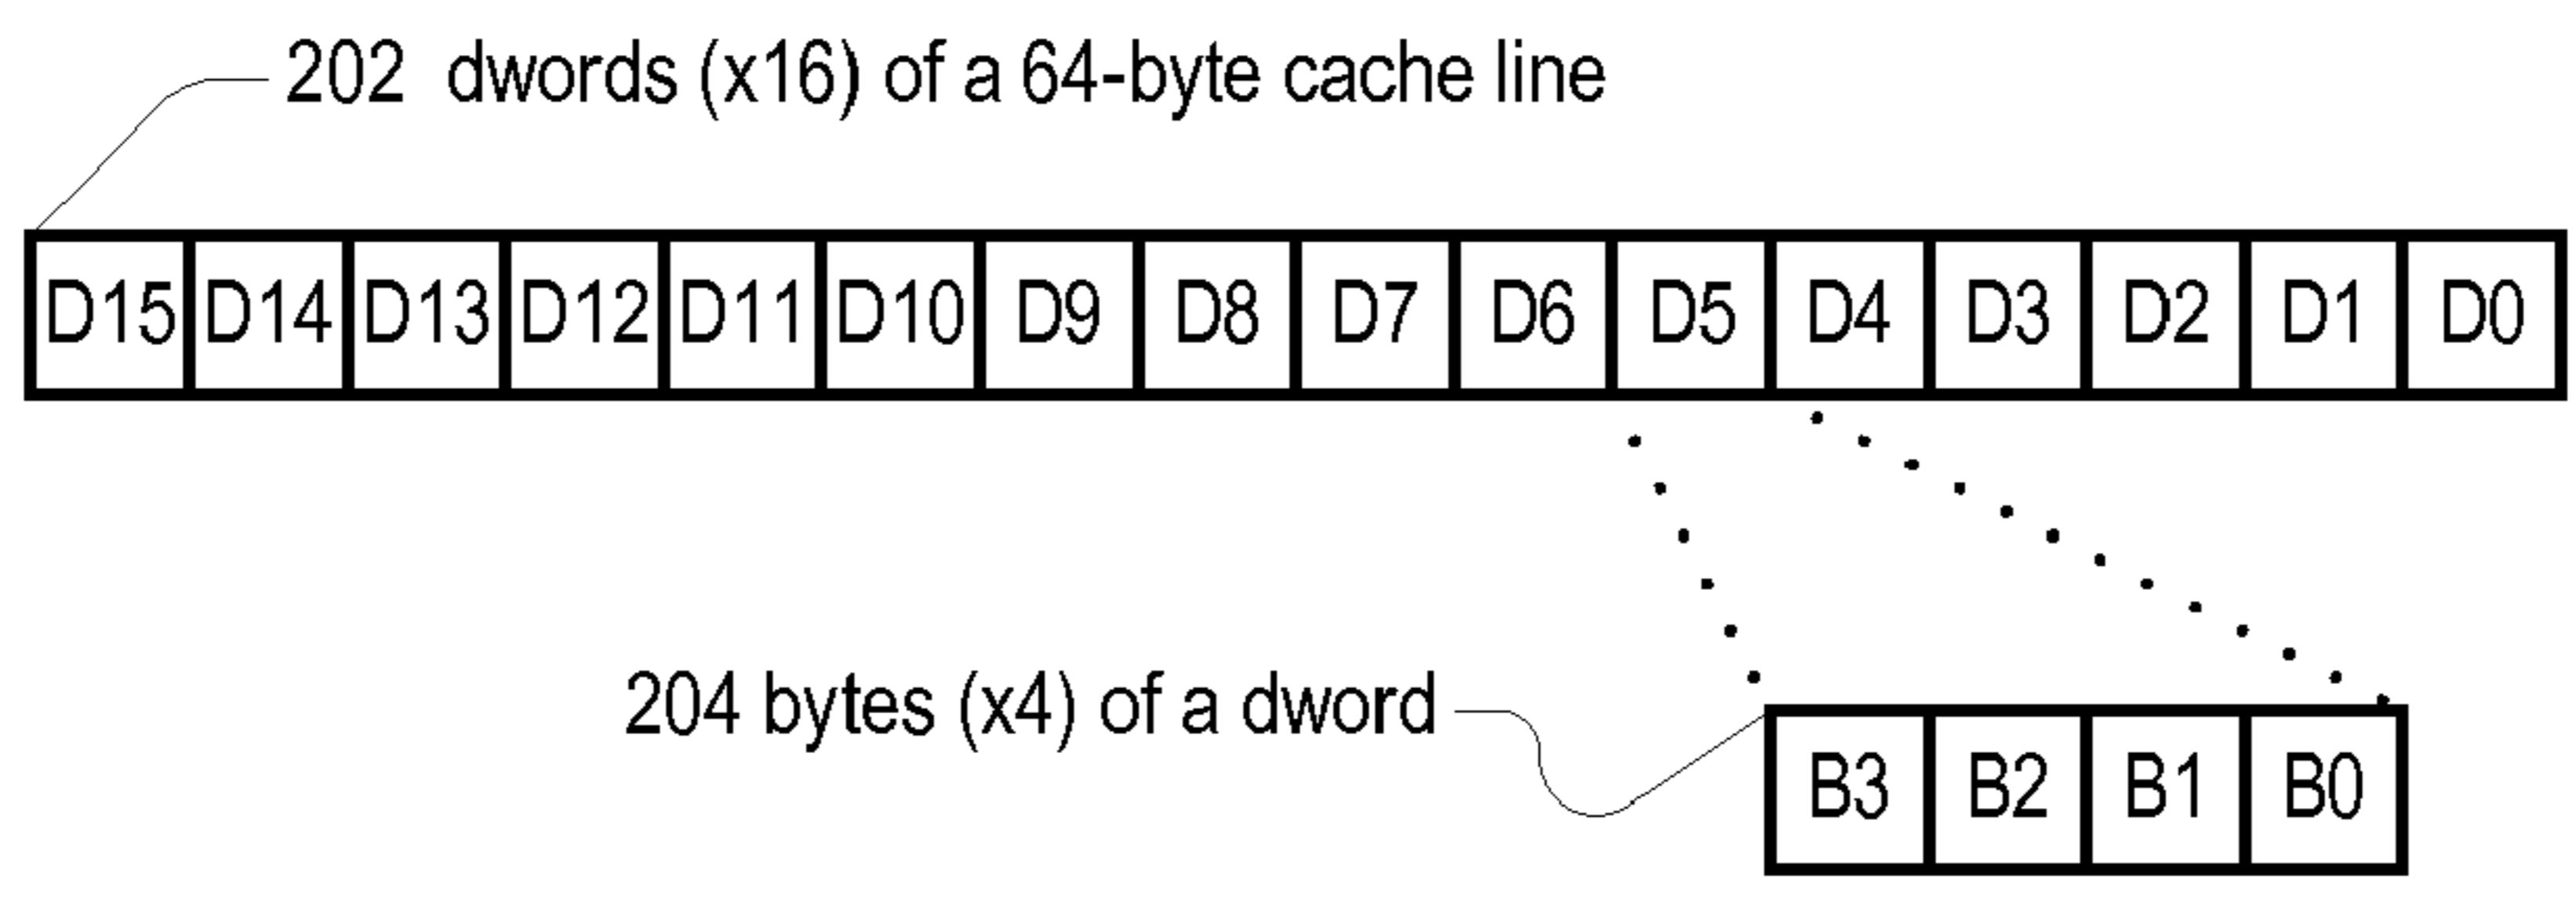 202 dwords (x16) of a 64-byte cache line
D15 D14 D13 D12 D11 D10 D9 D8 D7 D6 D5 D4 D3 D2 D1 D0
204 bytes (x4) of a dword
B3 B2 B1 B0